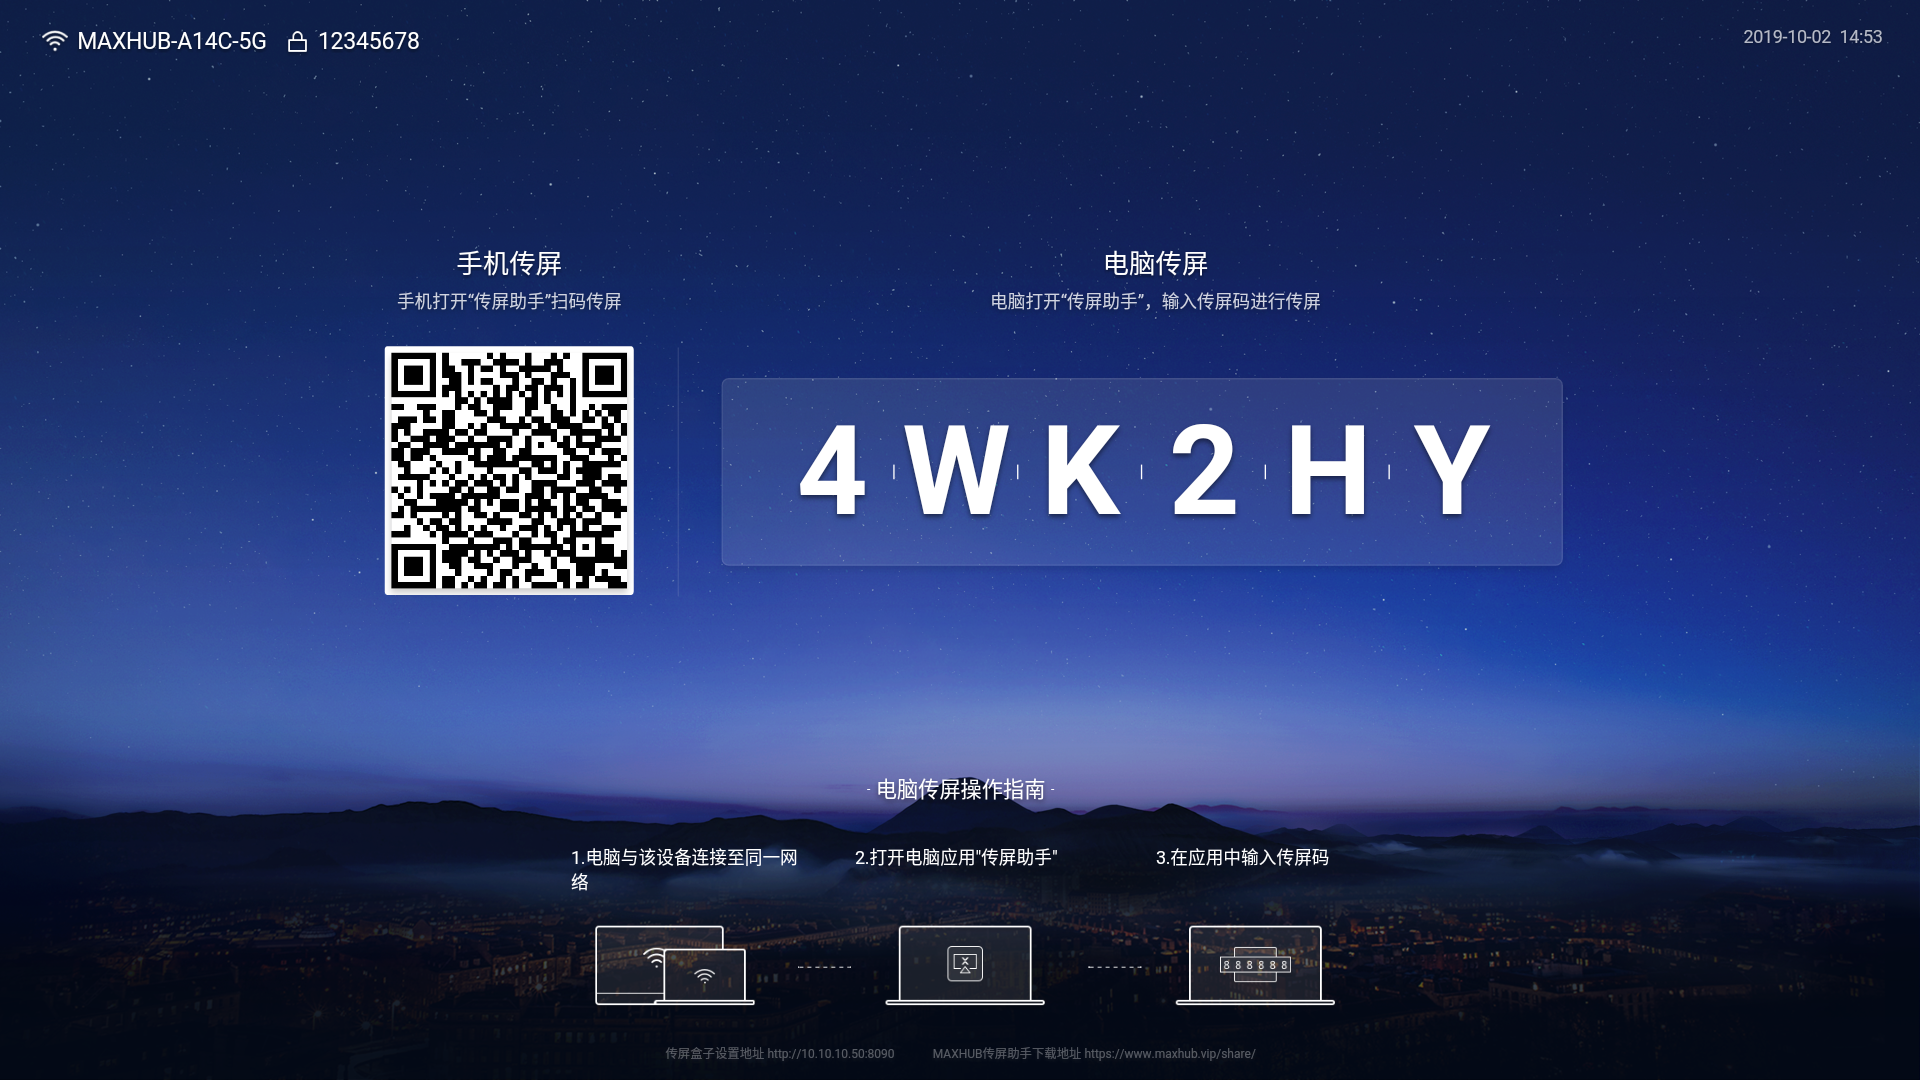 MAXHUB-A14C-5G 12345678
2019-10-02 14:53
手机传屏
手机打开“传屏助手”扫码传屏
电脑传屏
电脑打开“传屏助手”，输入传屏码进行传屏
4 W K 2 H Y
- 电脑传屏操作指南 -
1.电脑与该设备连接至同一网
络
2.打开电脑应用"传屏助手"
3.在应用中输入传屏码
8 8 8 8 8 8
传屏盒子设置地址 http://10.10.10.50:8090
MAXHUB传屏助手下载地址 https://www.maxhub.vip/share/